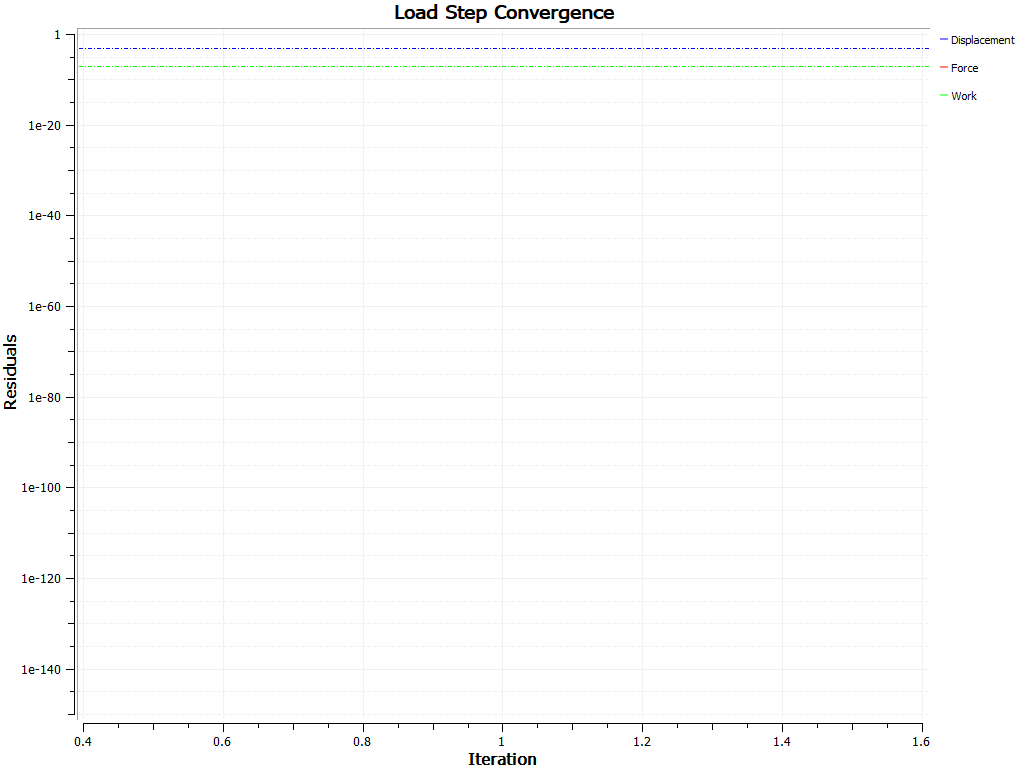 Load Step Convergence
Displacement
Force
Work
Residuals
1
1e-20
1e-40
1e-60
1e-80
1e-100
1e-120
1e-140
0.4 0.6 0.8 1 1.2 1.4 1.6
Iteration